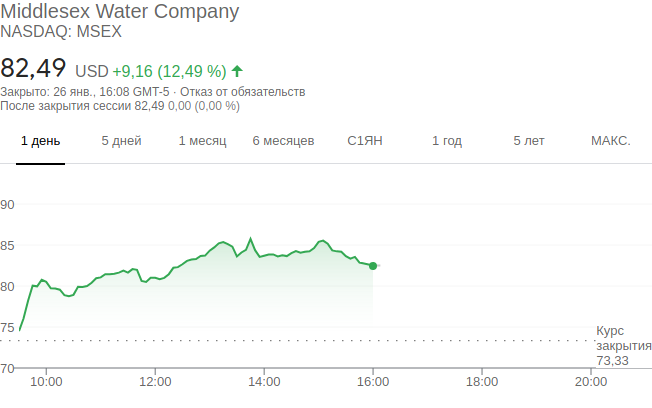 Middlesex Water Company
NASDAQ: MSEX
82,49 USD +9,16 (12,49 %)
Закрыто: 26 янв., 16:08 GMT-5 · Отказ от обязательств
После закрытия сессии 82,49 0,00 (0,00 %)
1 день 5 дней 1 месяц 6 месяцев С1ЯН 1 год 5 лет МАКС.
90
85
80
75
Курс
закрытия
73,33
70
10:00 12:00 14:00 16:00 18:00 20:00